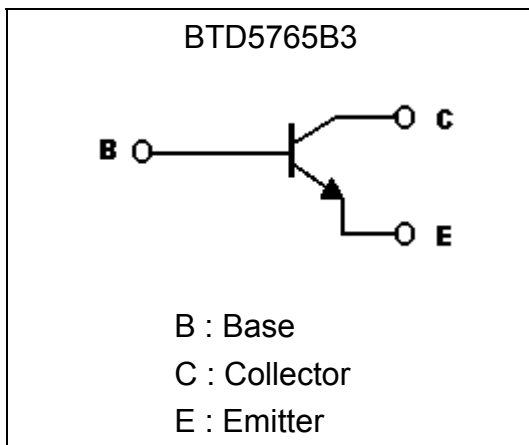 BTD5765B3
C
B
E
B : Base
C : Collector
E : Emitter